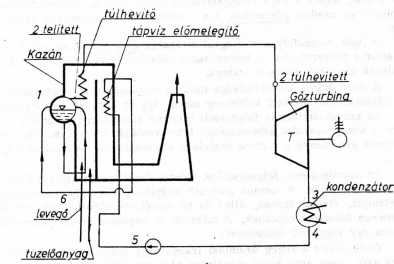 túlhevítő
2 telített
tápvíz előmelegítő
Kazán
1
2 túlhevített
Gőzturbina
T
3 kondenzátor
4
6
levegő
5
tüzelőanyag